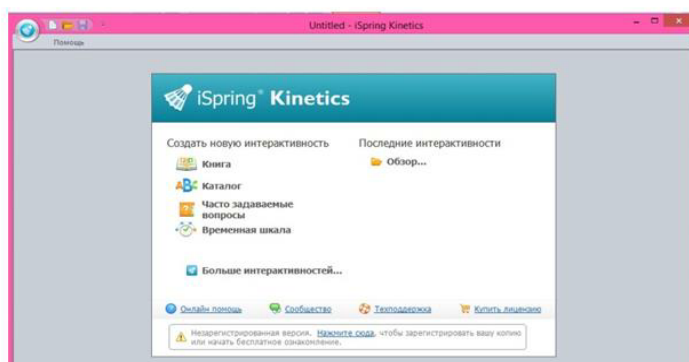 Untitled - iSpring Kinetics
Помощь
iSpring® Kinetics
Создать новую интерактивность
Книга
ABC Каталог
Часто задаваемые
вопросы
Временная шкала
Больше интерактивностей...
Последние интерактивности
Обзор...
Онлайн помощь Сообщество Техподдержка Купить лицензию
Незарегистрированная версия. Нажмите сюда, чтобы зарегистрировать вашу копию
или начать бесплатное ознакомление.